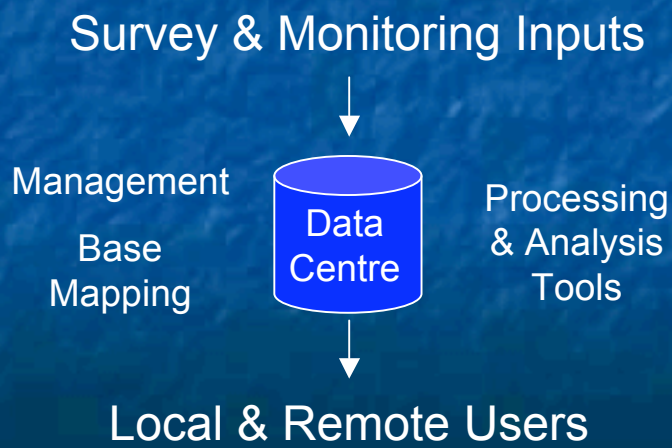 Survey & Monitoring Inputs
Management
Base
Mapping
Data
Centre
Processing
& Analysis
Tools
Local & Remote Users